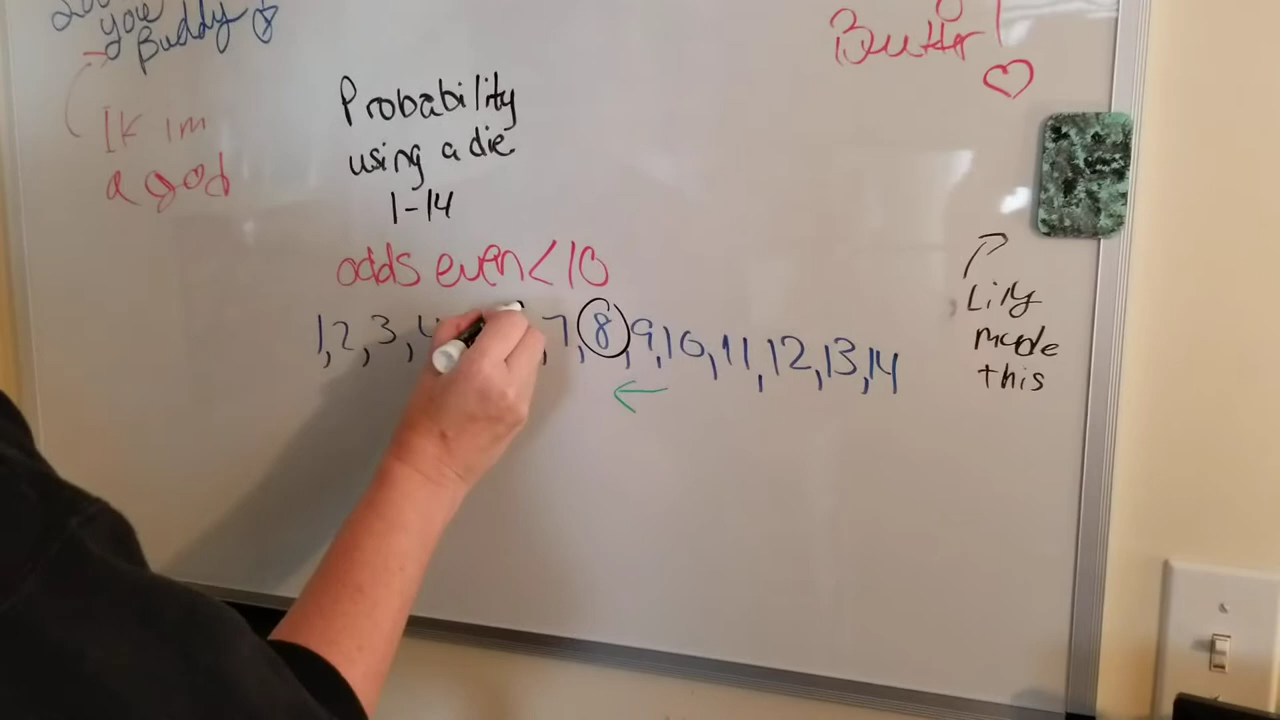 you
Buddy
Ik im
a god
Butter!
Probability
using a die
1-14
odds even < 10
1, 2, 3, 4 7, 8, 9, 10, 11, 12, 13, 14
Lily
made
this